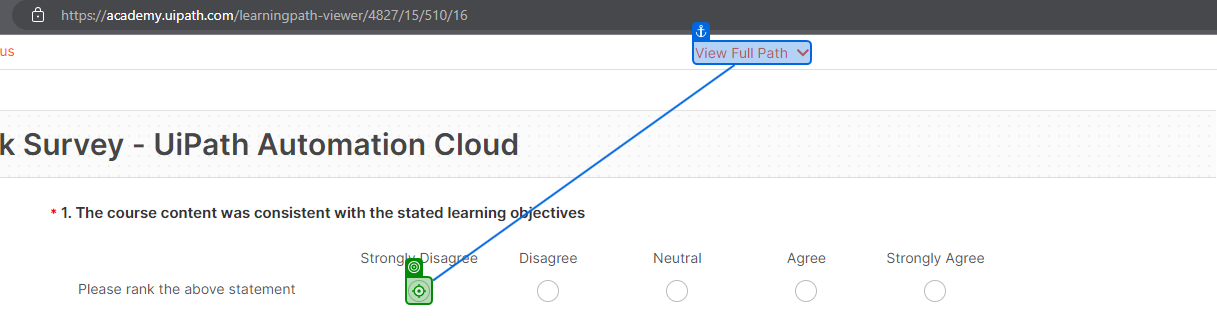 https://academy.uipath.com/learningpath-viewer/4827/15/510/16
us
View Full Path
k Survey - UiPath Automation Cloud
* 1. The course content was consistent with the stated learning objectives
Strongly Disagree Disagree Neutral Agree Strongly Agree
Please rank the above statement